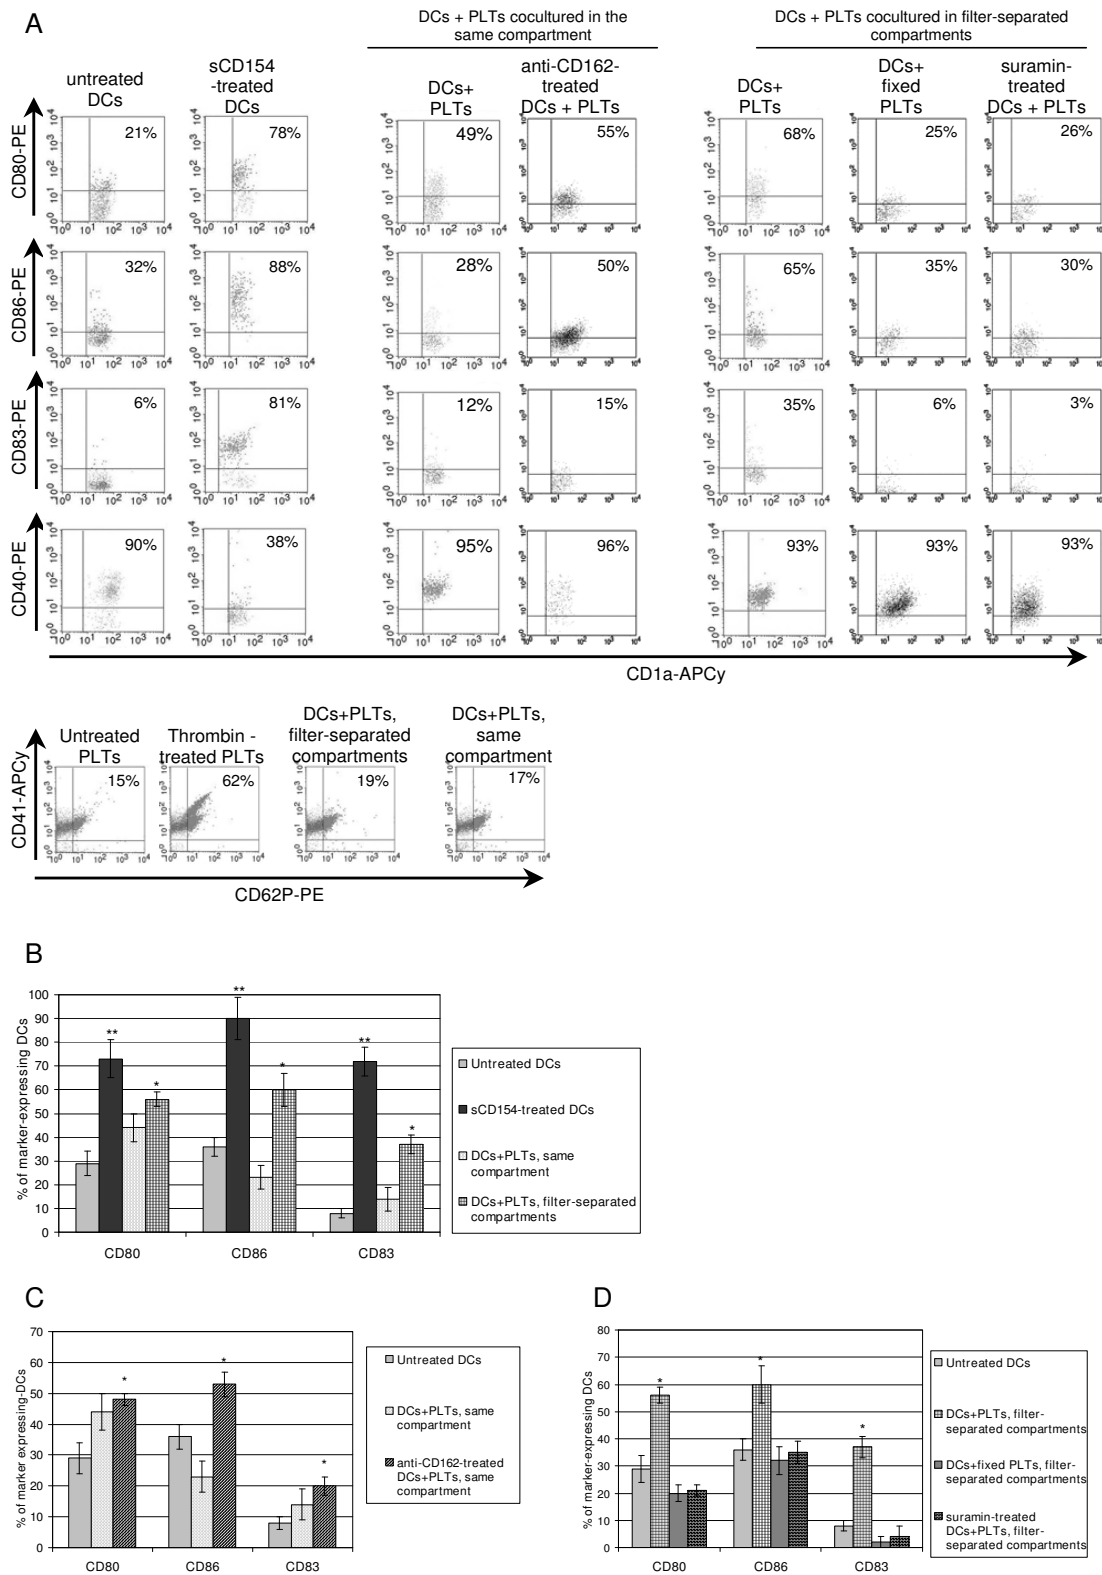 A
DCs + PLTs cocultured in the
same compartment
DCs + PLTs cocultured in filter-separated
compartments
untreated
DCs
sCD154
-treated
DCs
DCs+
PLTs
anti-CD162-
treated
DCs + PLTs
DCs+
PLTs
DCs+
fixed
PLTs
suramin-
treated
DCs + PLTs
CD80-PE
21%
78%
49%
55%
68%
25%
26%
CD86-PE
32%
88%
28%
50%
65%
35%
30%
CD83-PE
6%
81%
12%
15%
35%
6%
3%
CD40-PE
90%
38%
95%
96%
93%
93%
93%
CD1a-APCy
Untreated
PLTs
Thrombin -
treated PLTs
DCs+PLTs,
filter-separated
compartments
DCs+PLTs,
same
compartment
CD41-APCy
15%
62%
19%
17%
CD62P-PE
B
% of marker-expressing DCs
100
90
80
70
60
50
40
30
20
10
0
** * ** * ** *
CD80 CD86 CD83
Untreated DCs
sCD154-treated DCs
DCs+PLTs, same
compartment
DCs+PLTs, filter-separated
compartments
C
% of marker expressing-DCs
70
60
50
40
30
20
10
0
* * *
CD80 CD86 CD83
Untreated DCs
DCs+PLTs, same
compartment
anti-CD162-treated
DCs+PLTs, same
compartment
D
% of marker-expressing DCs
80
70
60
50
40
30
20
10
0
* * *
CD80 CD86 CD83
Untreated DCs
DCs+PLTs, filter-
separated compartments
DCs+fixed PLTs, filter-
separated compartments
suramin-treated
DCs+PLTs, filter-
separated compartments